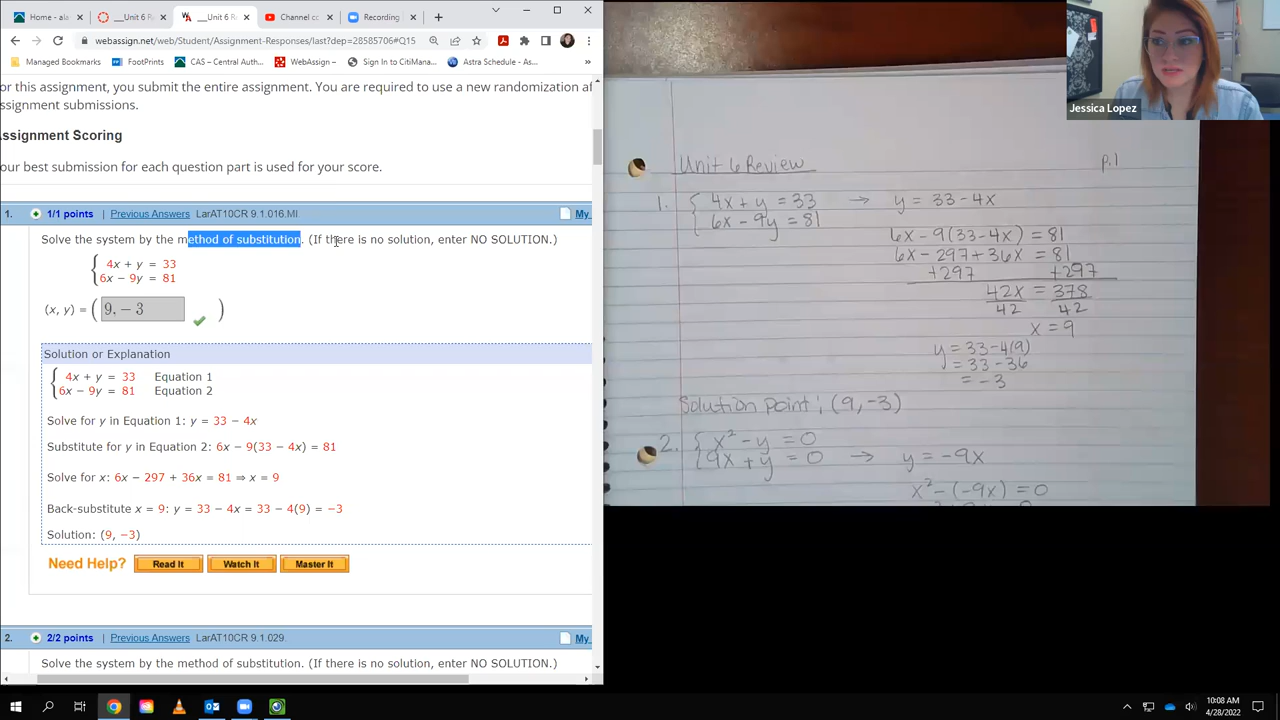 Home - ala
__Unit 6 R
__Unit 6 Re
Channel co
Recording
webassign.net/web/Student/Assignment-Responses/last?dep=28585706#Q15
Managed Bookmarks
FootPrints
CAS – Central Auth...
WebAssign –
Sign In to CitiMana...
Astra Schedule - As...
or this assignment, you submit the entire assignment. You are required to use a new randomization af
ssignment submissions.
Assignment Scoring
our best submission for each question part is used for your score.
1. 1/1 points Previous Answers LarAT10CR 9.1.016.MI My
Solve the system by the method of substitution. (If there is no solution, enter NO SOLUTION.)
4x + y = 33
6x − 9y = 81
(x, y) = ( 9, − 3 )
Solution or Explanation
4x + y = 33 Equation 1
6x − 9y = 81 Equation 2
Solve for y in Equation 1: y = 33 − 4x
Substitute for y in Equation 2: 6x − 9(33 − 4x) = 81
Solve for x: 6x − 297 + 36x = 81 ⇒ x = 9
Back-substitute x = 9: y = 33 − 4x = 33 − 4(9) = −3
Solution: (9, −3)
Need Help? Read It Watch It Master It
2. 2/2 points Previous Answers LarAT10CR 9.1.029. My
Solve the system by the method of substitution. (If there is no solution, enter NO SOLUTION.)
Jessica Lopez
Unit 6 Review p.1
1. { 4x + y = 33 → y = 33 - 4x
6x - 9y = 81
6x - 9(33-4x) = 81
6x - 297 + 36x = 81
+297 +297
42x = 378
42 42
x = 9
y = 33 - 4(9)
= 33 - 36
= -3
Solution point: (9, -3)
2. { x² - y = 0
9x + y = 0 → y = -9x
x² - (-9x) = 0
10:08 AM
4/28/2022